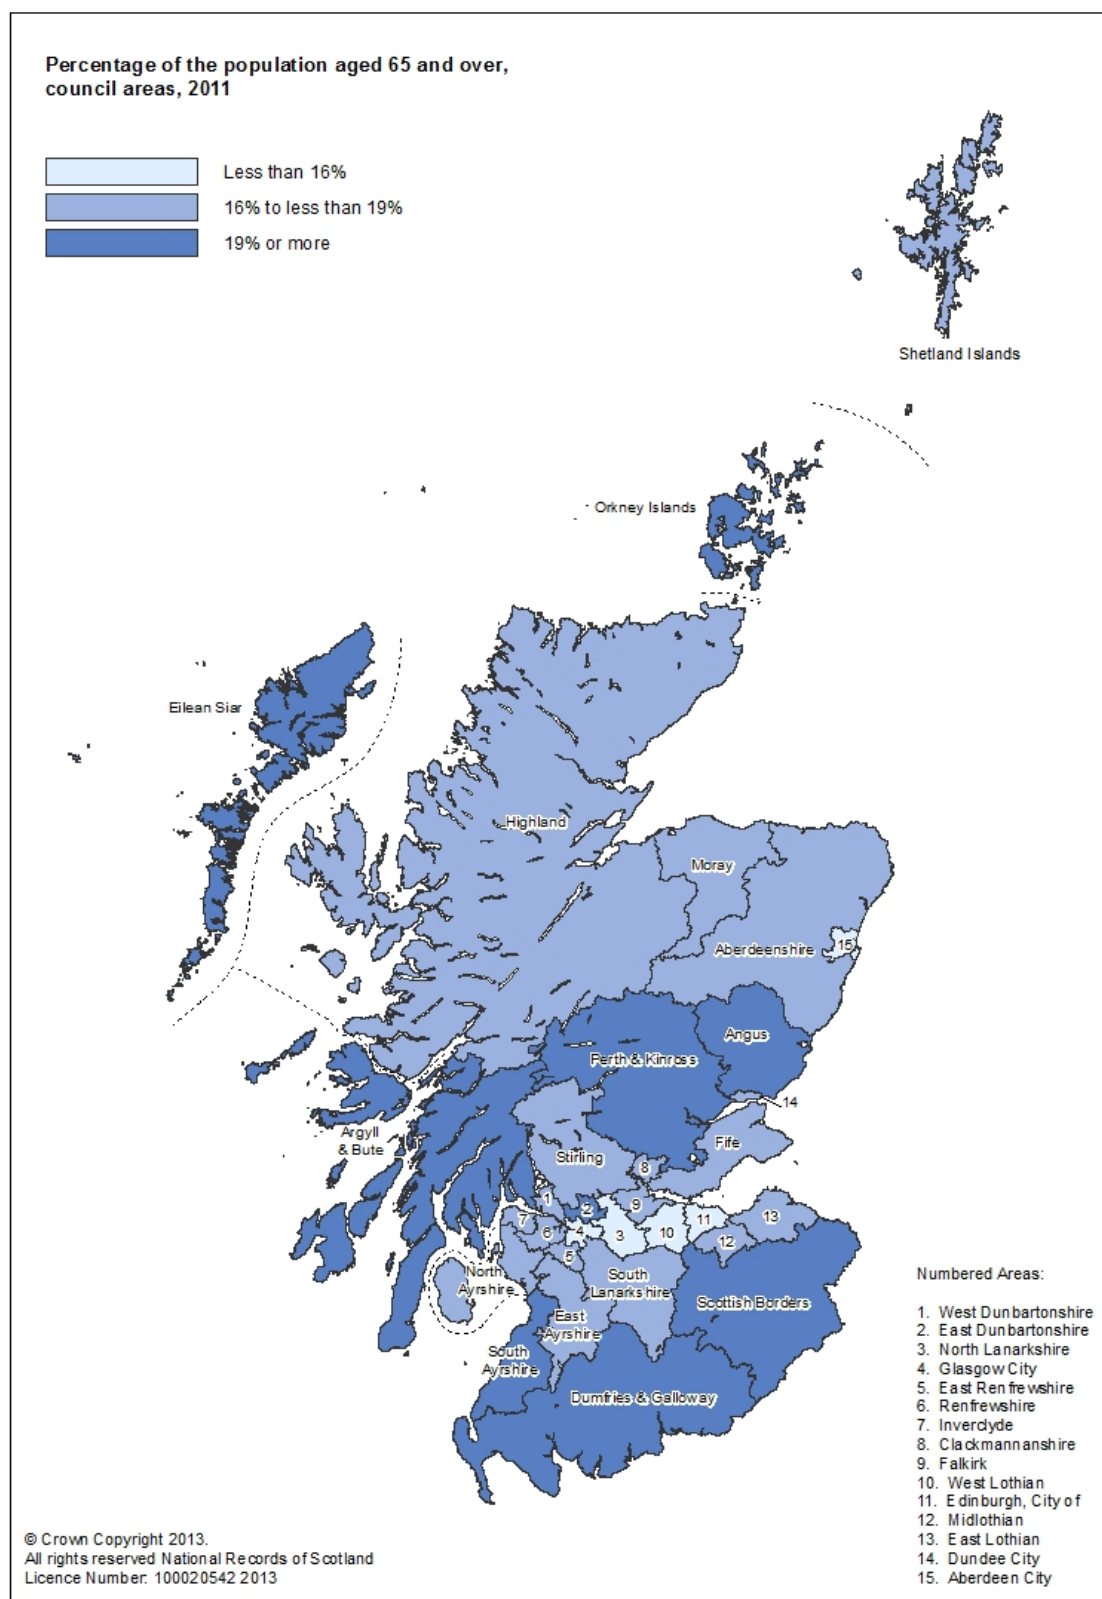 Percentage of the population aged 65 and over,
council areas, 2011
Less than 16%
16% to less than 19%
19% or more
Shetland Islands
Orkney Islands
Eilean Siar
Highland
Moray
Aberdeenshire
15
Angus
Perth & Kinross
14
Argyll
& Bute
Fife
Stirling
8
1
2
9
7
6
4
3
10
11
13
12
5
North
Ayrshire
South
Lanarkshire
Scottish Borders
East
Ayrshire
South
Ayrshire
Dumfries & Galloway
Numbered Areas:
1. West Dunbartonshire
2. East Dunbartonshire
3. North Lanarkshire
4. Glasgow City
5. East Renfrewshire
6. Renfrewshire
7. Inverclyde
8. Clackmannanshire
9. Falkirk
10. West Lothian
11. Edinburgh, City of
12. Midlothian
13. East Lothian
14. Dundee City
15. Aberdeen City
© Crown Copyright 2013.
All rights reserved National Records of Scotland
Licence Number: 100020542 2013